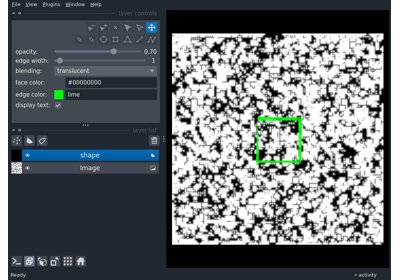 File View Plugins Window Help
layer controls
opacity: 0.70
edge width: 1
blending: translucent
face color: #00000000
edge color: lime
display text:
layer list
shape
Image
Ready
activity